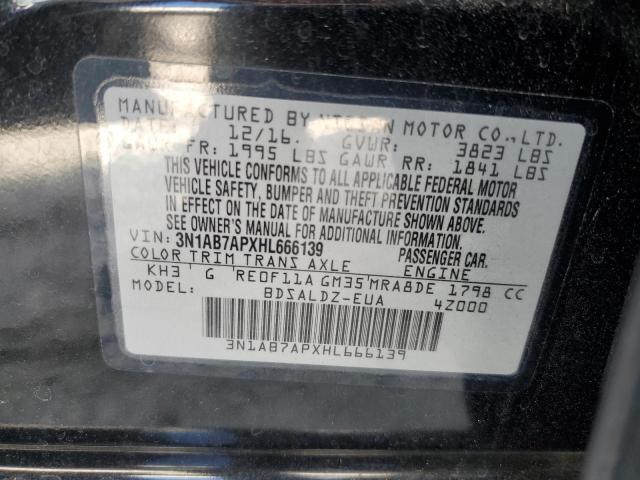 MANUFACTURED BY NISSAN MOTOR CO., LTD.
DATE: 12/16. GVWR: 3823 LBS
GAWR FR: 1995 LBS GAWR RR: 1841 LBS
THIS VEHICLE CONFORMS TO ALL APPLICABLE FEDERAL MOTOR
VEHICLE SAFETY, BUMPER AND THEFT PREVENTION STANDARDS
IN EFFECT ON THE DATE OF MANUFACTURE SHOWN ABOVE.
SEE OWNER'S MANUAL FOR FURTHER INFORMATION.
VIN: 3N1AB7APXHL666139 PASSENGER CAR.
COLOR TRIM TRANS AXLE ENGINE
KH3 G RE0F11A GM35 MRA8DE 1798 CC
BDSALDZ-EUA 4Z000
3N1AB7APXHL666139